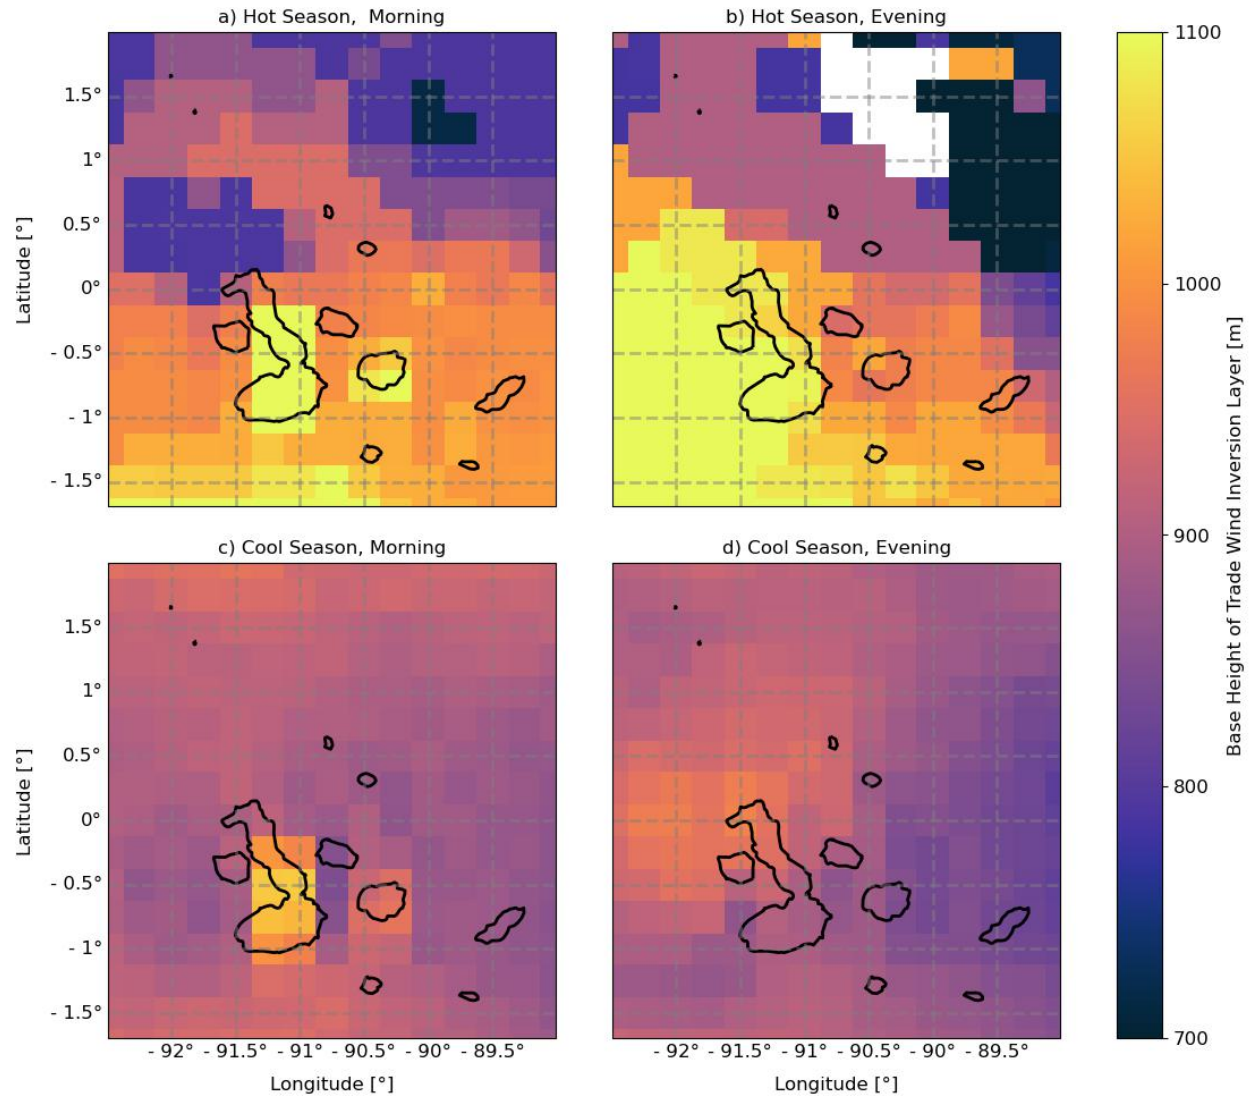 a) Hot Season,  Morning
b) Hot Season, Evening
1.5°
1°
0.5°
0°
- 0.5°
- 1°
- 1.5°
Latitude [°]
c) Cool Season, Morning
d) Cool Season, Evening
1.5°
1°
0.5°
0°
- 0.5°
- 1°
- 1.5°
Latitude [°]
- 92° - 91.5° - 91° - 90.5° - 90° - 89.5°
- 92° - 91.5° - 91° - 90.5° - 90° - 89.5°
Longitude [°]
Longitude [°]
1100
1000
900
800
700
Base Height of Trade Wind Inversion Layer [m]